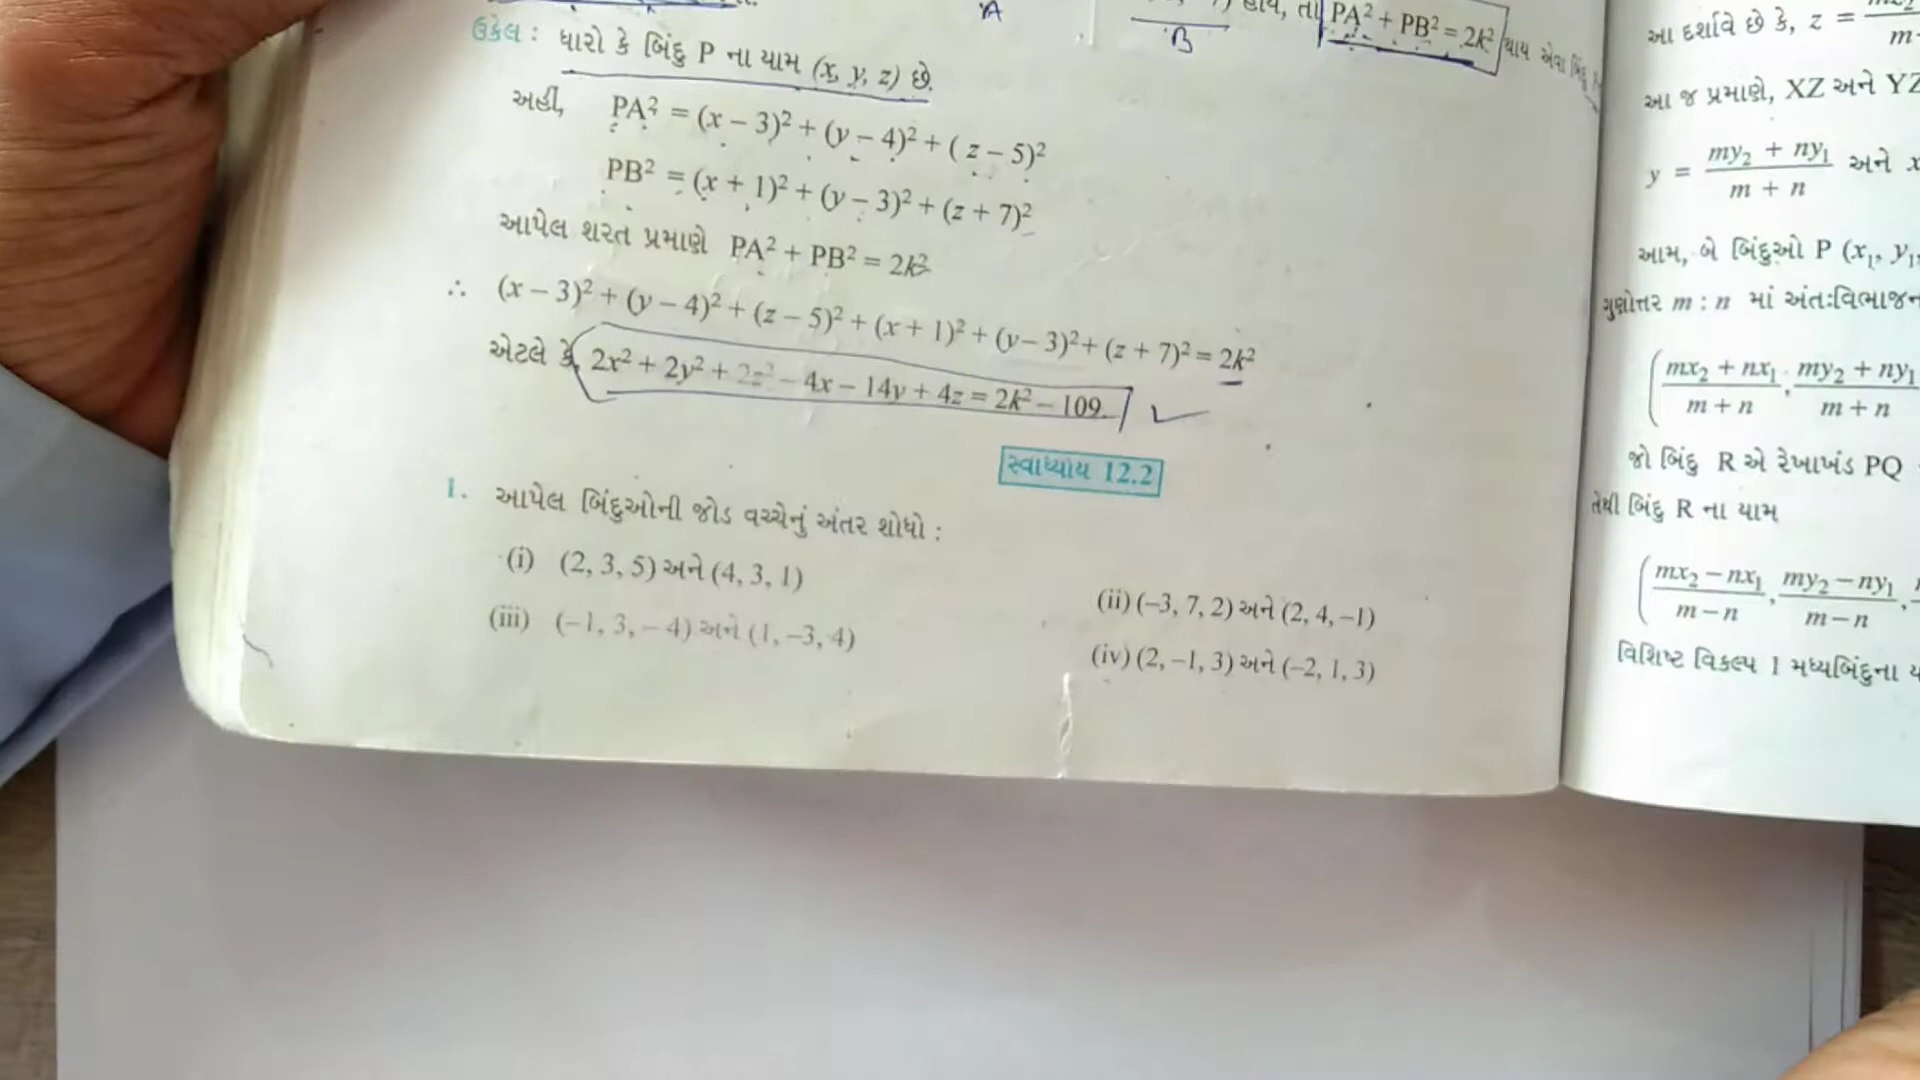 A
B
હોય, તો PA² + PB² = 2k² થાય એવા બિંદુ
ઉકેલ : ધારો કે બિંદુ P ના યામ (x, y, z) છે.
અહીં, PA² = (x – 3)² + (y – 4)² + ( z – 5)²
PB² = (x + 1)² + (y – 3)² + (z + 7)²
આપેલ શરત પ્રમાણે PA² + PB² = 2k²
∴ (x – 3)² + (y – 4)² + (z – 5)² + (x + 1)² + (y – 3)² + (z + 7)² = 2k²
એટલે કે, 2x² + 2y² + 2z² – 4x – 14y + 4z = 2k² – 109.
સ્વાધ્યાય 12.2
1. આપેલ બિંદુઓની જોડ વચ્ચેનું અંતર શોધો :
(i) (2, 3, 5) અને (4, 3, 1)
(ii) (–3, 7, 2) અને (2, 4, –1)
(iii) (–1, 3, – 4) અને (1, –3, 4)
(iv) (2, –1, 3) અને (–2, 1, 3)
આ દર્શાવે છે કે, z =
આ જ પ્રમાણે, XZ અને YZ
y = my₂ + ny₁ / m + n અને x
આમ, બે બિંદુઓ P (x₁, y₁,
ગુણોત્તર m : n માં અંતઃવિભાજન
( mx₂ + nx₁ / m + n , my₂ + ny₁ / m + n
જો બિંદુ R એ રેખાખંડ PQ
તેથી બિંદુ R ના યામ
( mx₂ – nx₁ / m – n , my₂ – ny₁ / m – n ,
વિશિષ્ટ વિકલ્પ 1 મધ્યબિંદુના